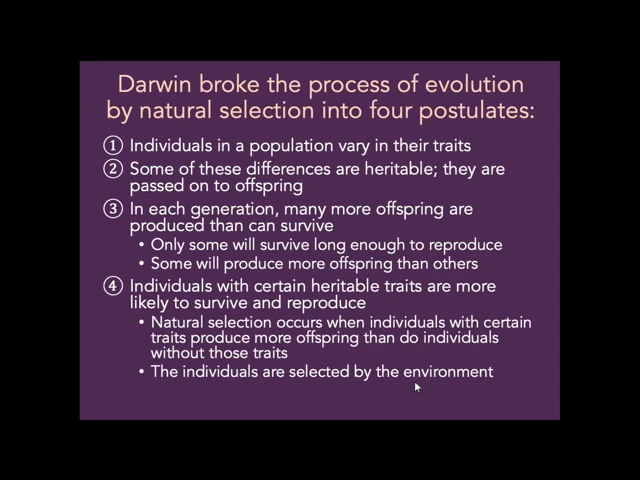 Darwin broke the process of evolution
by natural selection into four postulates:
① Individuals in a population vary in their traits
② Some of these differences are heritable; they are
passed on to offspring
③ In each generation, many more offspring are
produced than can survive
• Only some will survive long enough to reproduce
• Some will produce more offspring than others
④ Individuals with certain heritable traits are more
likely to survive and reproduce
• Natural selection occurs when individuals with certain
traits produce more offspring than do individuals
without those traits
• The individuals are selected by the environment